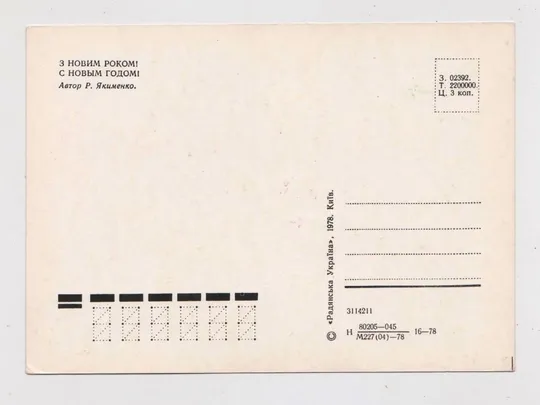 З НОВИМ РОКОМ!
С НОВЫМ ГОДОМ!
Автор Р. Якименко.
З. 02392.
Т. 2200000.
Ц. 3 коп.
© «Радянська Україна», 1978. Київ.
3114211
Н 80205—045 16—78
М227(04)—78